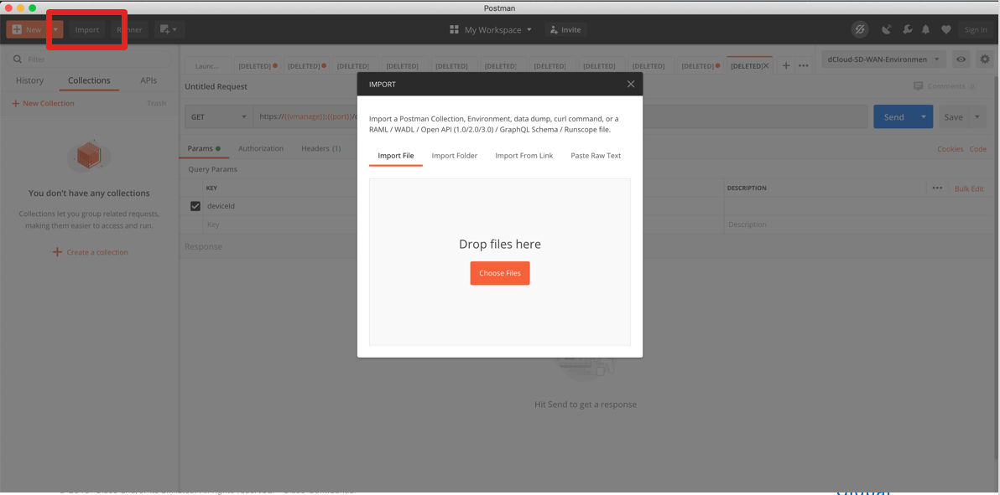 Postman
New
Import
Runner
My Workspace
Invite
Sign In
Filter
History
Collections
APIs
New Collection
Trash
You don't have any collections
Collections let you group related requests,
making them easier to access and run.
Create a collection
Launc...
[DELETED] [DELETED] [DELETED] [DELETED] [DELETED] [DELETED] [DELETED] [DELETED] [DELETED] [DELETED] [DELETED]
dCloud-SD-WAN-Environmen
Untitled Request
Comments
GET
https://{{vmanage}}:{{port}}/
Send
Save
Params
Authorization
Headers (1)
Cookies Code
Query Params
KEY
DESCRIPTION
Bulk Edit
deviceId
Key
Description
Response
IMPORT
Import a Postman Collection, Environment, data dump, curl command, or a
RAML / WADL / Open API (1.0/2.0/3.0) / GraphQL Schema / Runscope file.
Import File
Import Folder
Import From Link
Paste Raw Text
Drop files here
Choose Files
Hit Send to get a response
Global